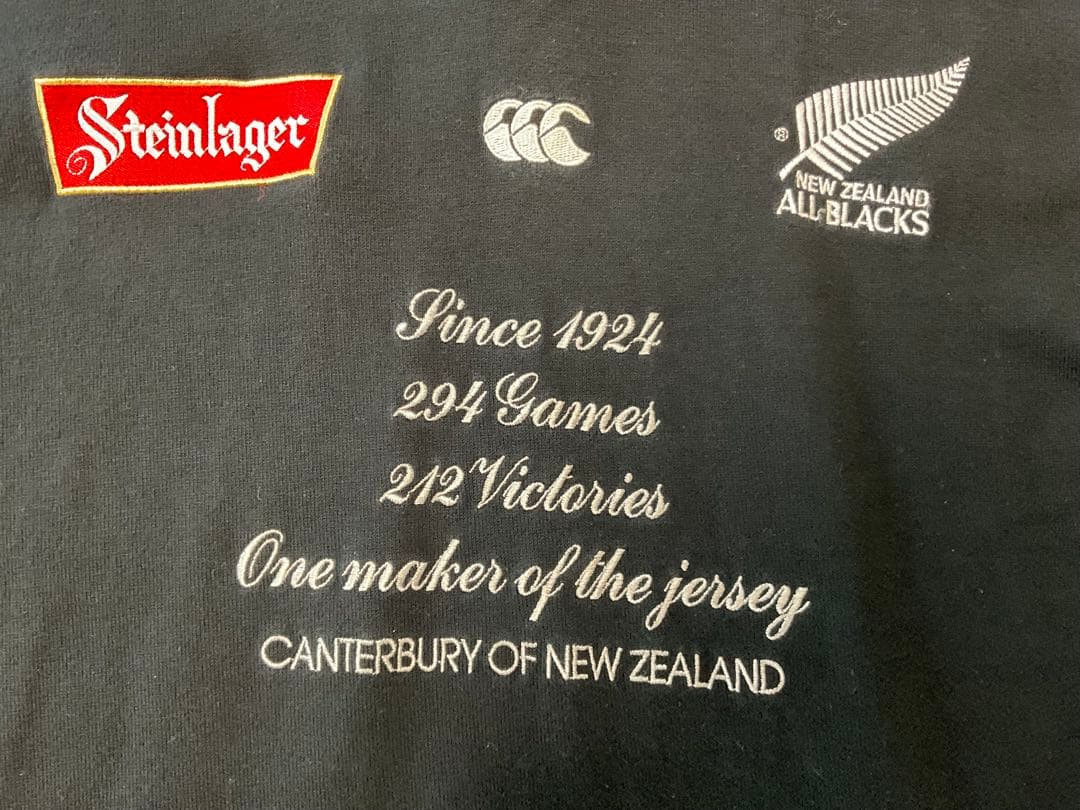 Steinlager
®
NEW ZEALAND
ALL BLACKS
Since 1924
294 Games
212 Victories
One maker of the jersey
CANTERBURY OF NEW ZEALAND